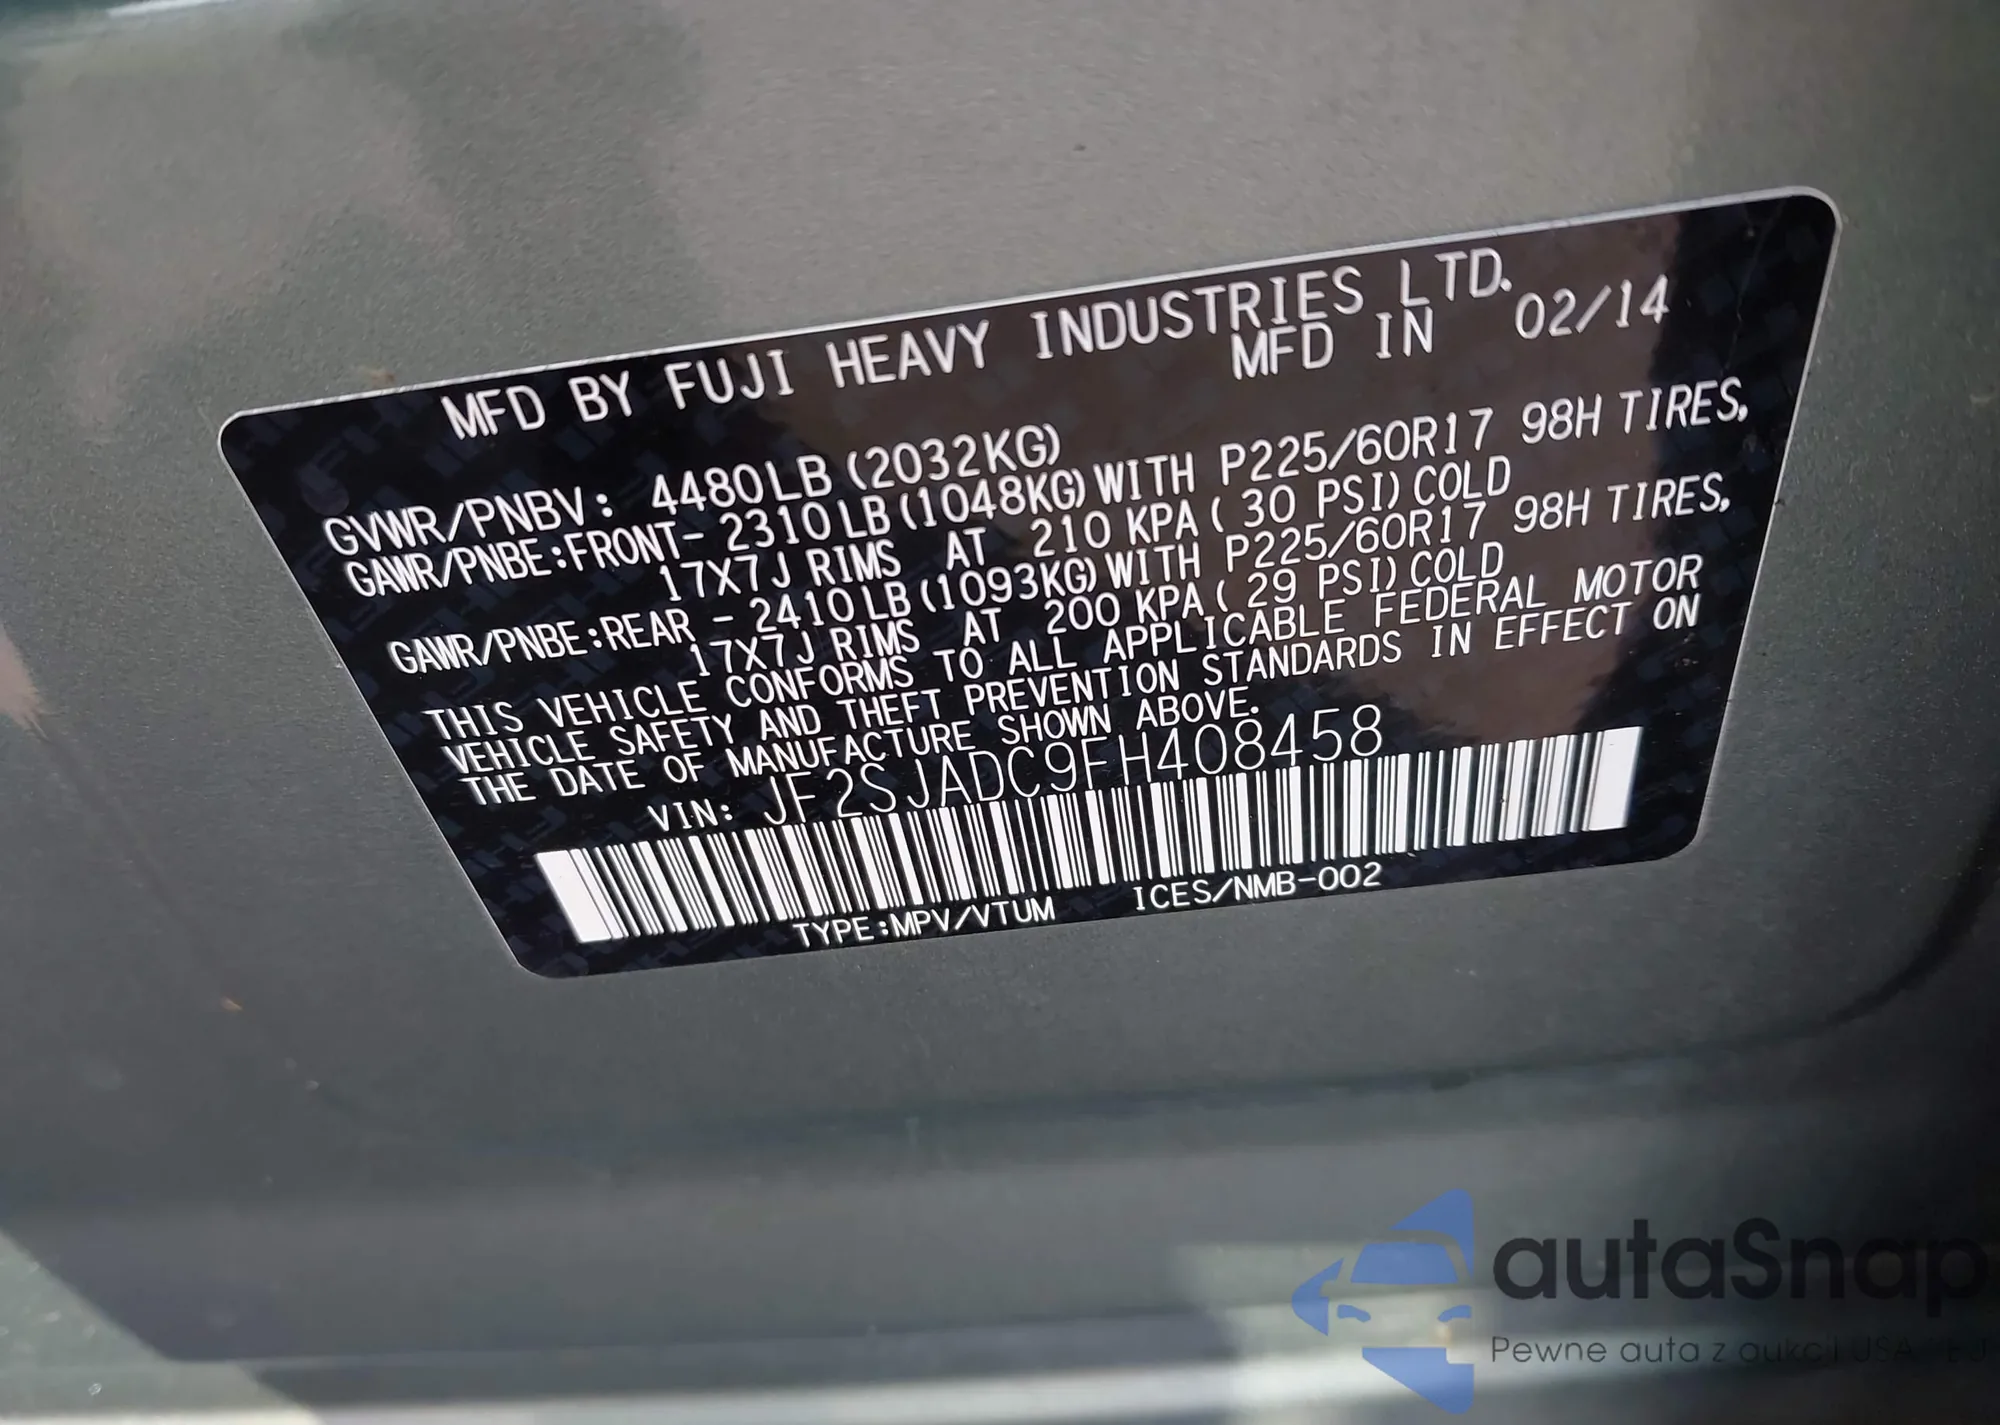 MFD BY FUJI HEAVY INDUSTRIES LTD.
MFD IN 02/14
GVWR/PNBV: 4480LB(2032KG)
GAWR/PNBE:FRONT- 2310LB(1048KG)WITH P225/60R17 98H TIRES,
17X7J RIMS AT 210 KPA( 30 PSI)COLD
GAWR/PNBE:REAR - 2410LB(1093KG)WITH P225/60R17 98H TIRES,
17X7J RIMS AT 200 KPA( 29 PSI)COLD
THIS VEHICLE CONFORMS TO ALL APPLICABLE FEDERAL MOTOR
VEHICLE SAFETY AND THEFT PREVENTION STANDARDS IN EFFECT ON
THE DATE OF MANUFACTURE SHOWN ABOVE.
VIN: JF2SJADC9FH408458
TYPE:MPV/VTUM ICES/NMB-002
autaSnap
Pewne auta z aukcji USA